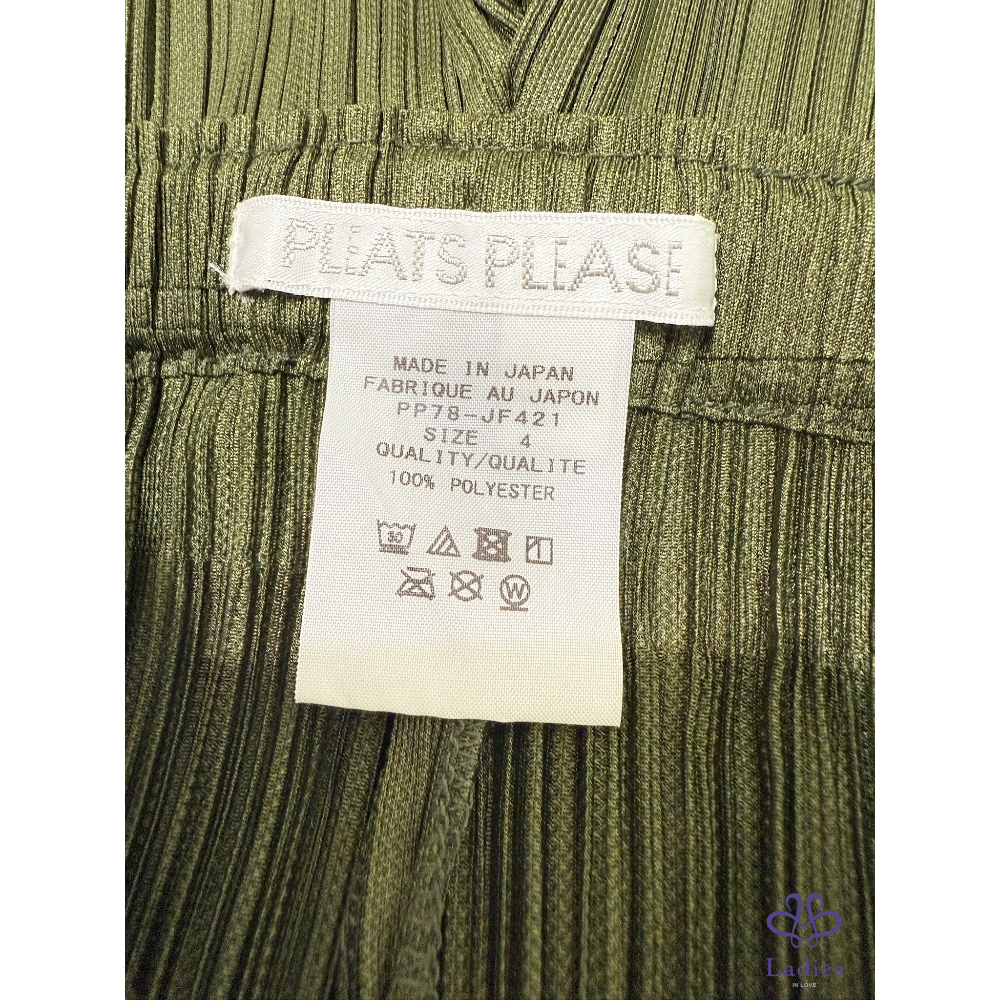 PLEATS PLEASE
MADE IN JAPAN
FABRIQUE AU JAPON
PP78-JF421
SIZE 4
QUALITY/QUALITE
100% POLYESTER
30
W
Ladies
IN LOVE